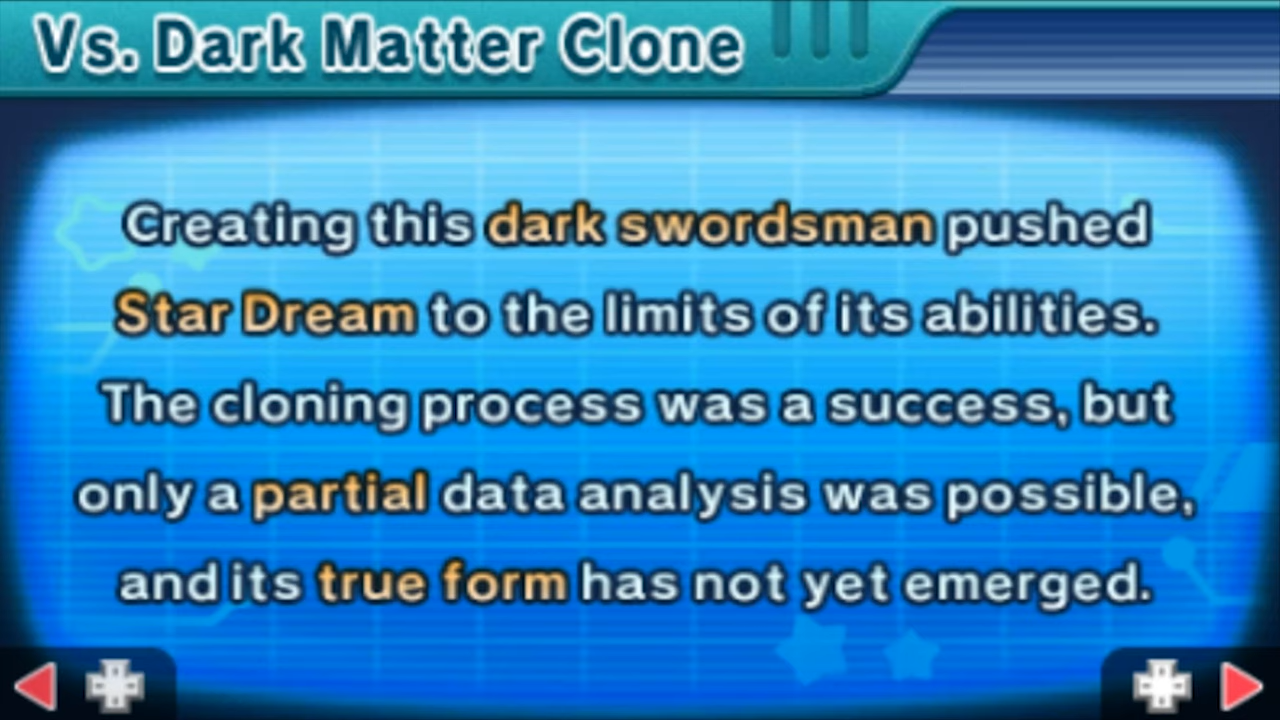 Vs. Dark Matter Clone
Creating this dark swordsman pushed
Star Dream to the limits of its abilities.
The cloning process was a success, but
only a partial data analysis was possible,
and its true form has not yet emerged.